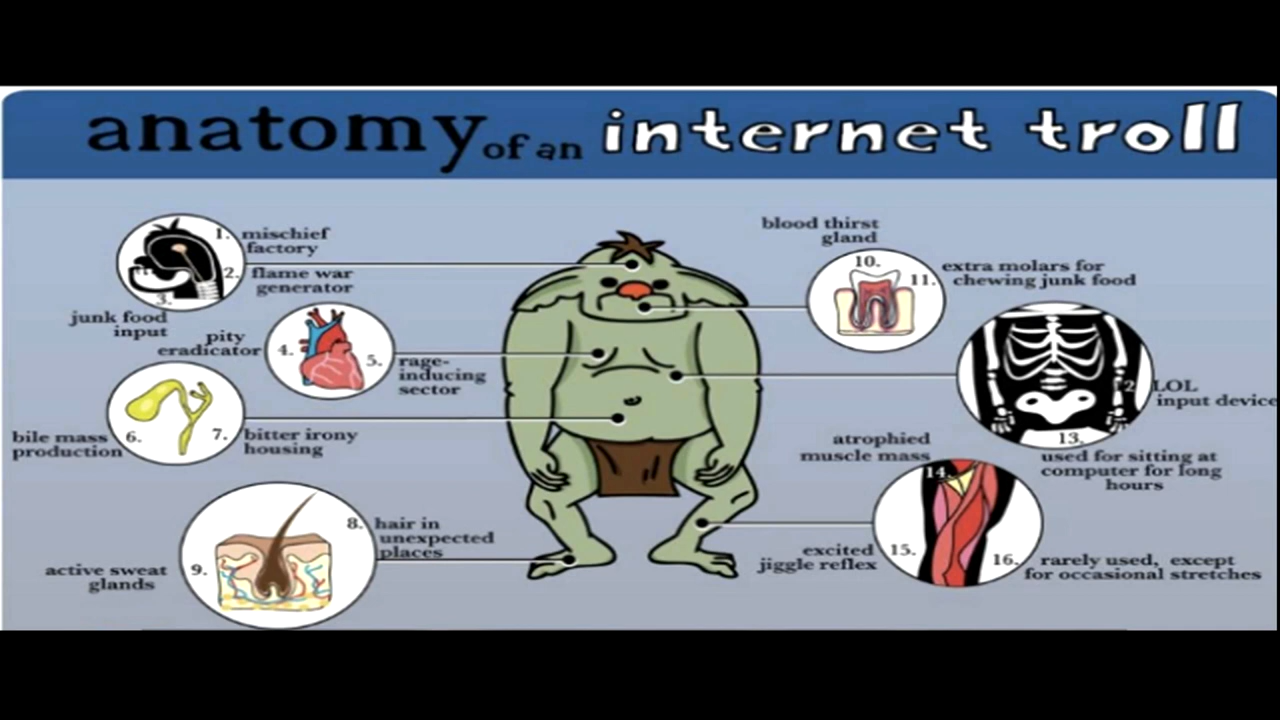 anatomy of an internet troll
1. mischief
factory
2. flame war
generator
3.
junk food
input
pity
eradicator
4.
5. rage-
inducing
sector
bile mass
production
6.
7. bitter irony
housing
8. hair in
unexpected
places
active sweat
glands
9.
blood thirst
gland
10.
11. extra molars for
chewing junk food
12. LOL
input device
13.
used for sitting at
computer for long
hours
atrophied
muscle mass
14.
excited
jiggle reflex
15.
16. rarely used, except
for occasional stretches